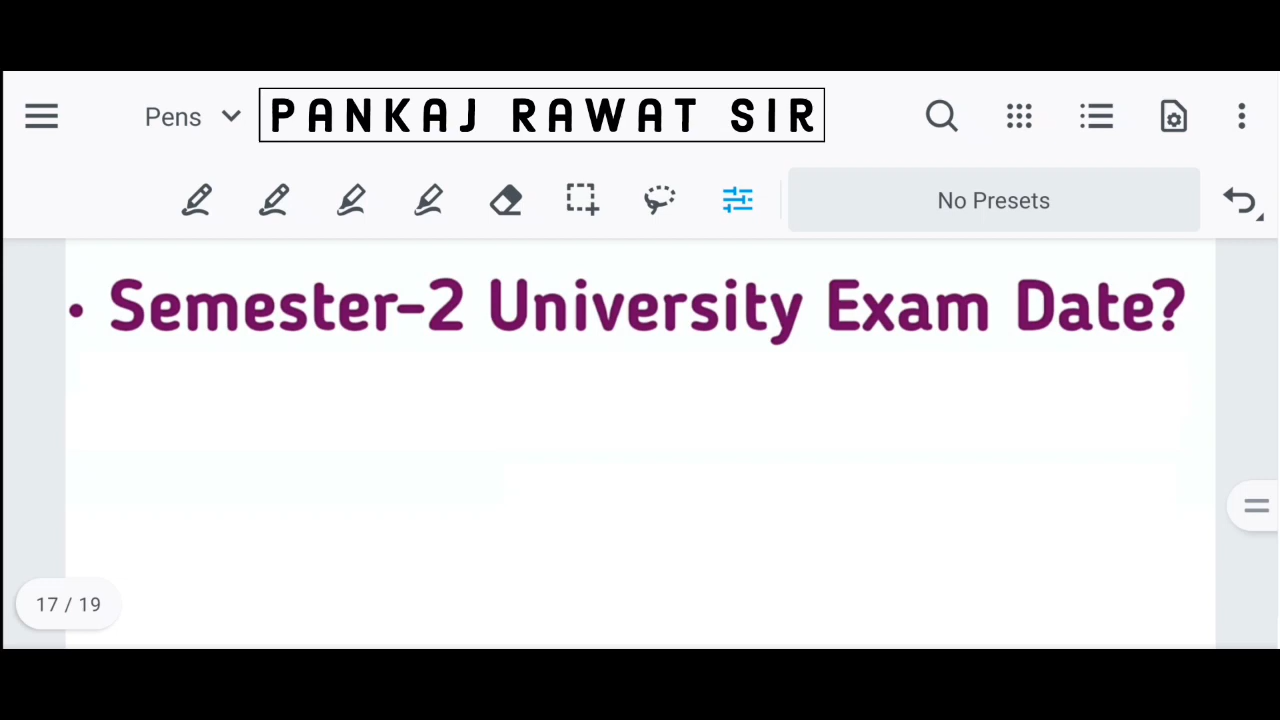 Pens
PANKAJ RAWAT SIR
No Presets
• Semester-2 University Exam Date?
17 / 19